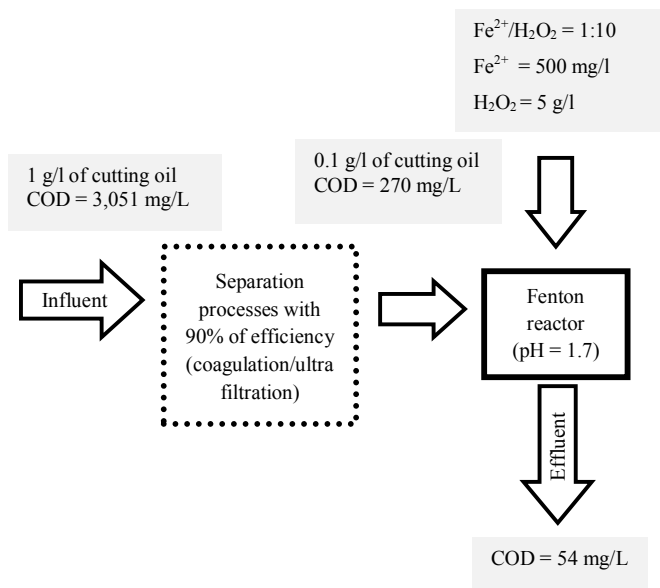 Fe²⁺/H₂O₂ = 1:10
Fe²⁺ = 500 mg/l
H₂O₂ = 5 g/l
1 g/l of cutting oil
COD = 3,051 mg/L
0.1 g/l of cutting oil
COD = 270 mg/L
Influent
Separation
processes with
90% of efficiency
(coagulation/ultra
filtration)
Fenton
reactor
(pH = 1.7)
Effluent
COD = 54 mg/L